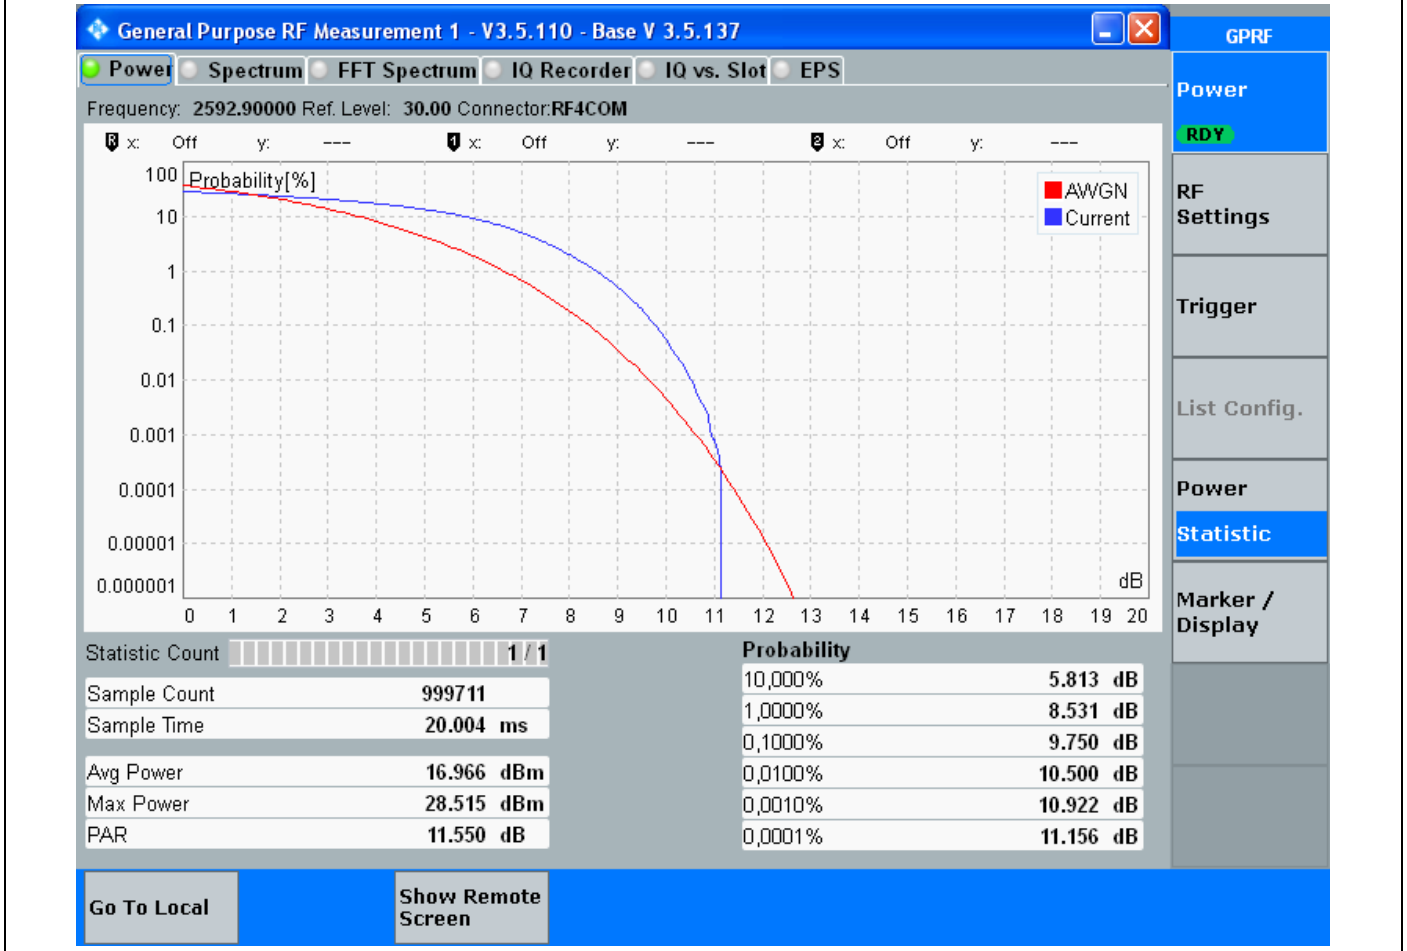 General Purpose RF Measurement 1 - V3.5.110 - Base V 3.5.137
GPRF
Power Spectrum FFT Spectrum IQ Recorder IQ vs. Slot EPS
Frequency: 2592.90000 Ref. Level: 30.00 Connector:RF4COM
R x: Off y: --- 1 x: Off y: --- 2 x: Off y: ---
Probability[%]
100
10
1
0.1
0.01
0.001
0.0001
0.00001
0.000001
AWGN
Current
dB
0 1 2 3 4 5 6 7 8 9 10 11 12 13 14 15 16 17 18 19 20
Statistic Count 1 / 1
Sample Count 999711
Sample Time 20.004 ms
Avg Power 16.966 dBm
Max Power 28.515 dBm
PAR 11.550 dB
Probability
10,000% 5.813 dB
1,0000% 8.531 dB
0,1000% 9.750 dB
0,0100% 10.500 dB
0,0010% 10.922 dB
0,0001% 11.156 dB
Power
RDY
RF
Settings
Trigger
List Config.
Power
Statistic
Marker /
Display
Go To Local
Show Remote
Screen